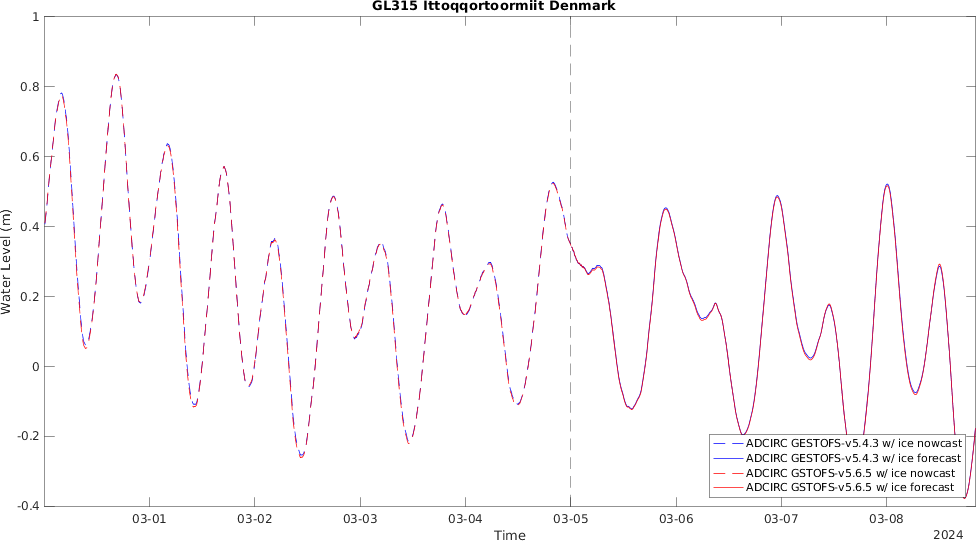 GL315 Ittoqqortoormiit Denmark
Water Level (m)
1
0.8
0.6
0.4
0.2
0
-0.2
-0.4
03-01 03-02 03-03 03-04 03-05 03-06 03-07 03-08
Time
2024
ADCIRC GESTOFS-v5.4.3 w/ ice nowcast
ADCIRC GESTOFS-v5.4.3 w/ ice forecast
ADCIRC GSTOFS-v5.6.5 w/ ice nowcast
ADCIRC GSTOFS-v5.6.5 w/ ice forecast